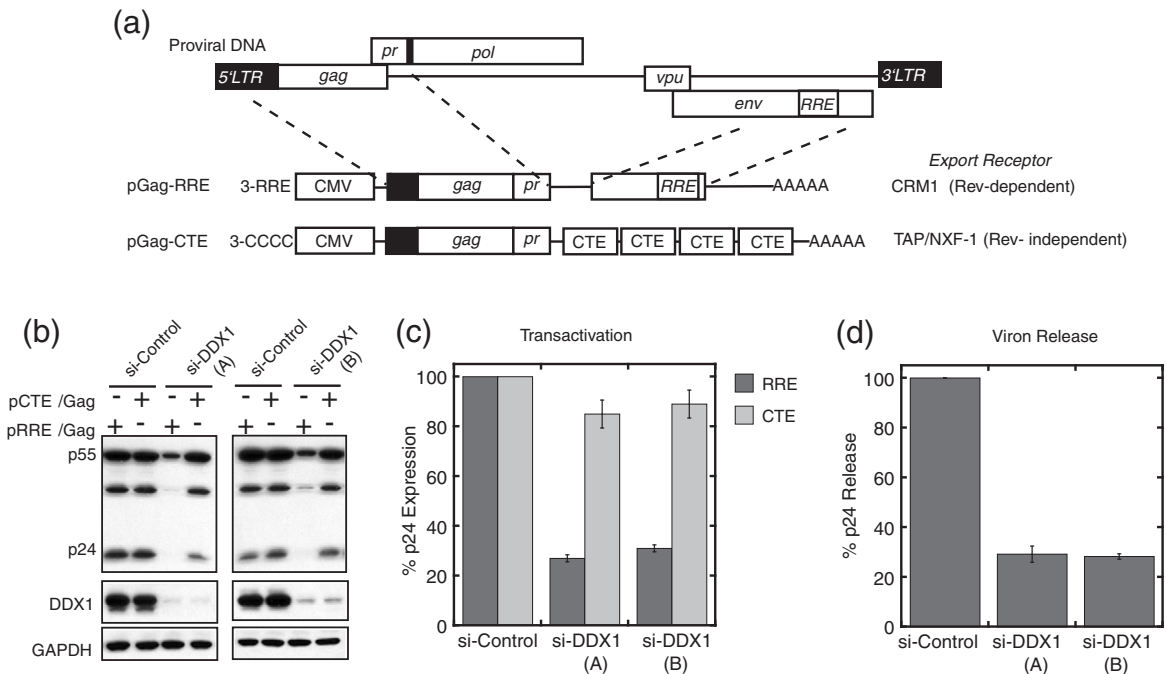 (a)
Proviral DNA
pr pol
5'LTR gag vpu 3'LTR
env RRE
Export Receptor
pGag-RRE 3-RRE CMV gag pr RRE AAAAA CRM1 (Rev-dependent)
pGag-CTE 3-CCCC CMV gag pr CTE CTE CTE CTE AAAAA TAP/NXF-1 (Rev- independent)
(b)
si-Control si-DDX1 (A) si-Control si-DDX1 (B)
pCTE /Gag - + - + - + - +
pRRE /Gag + - + - + - + -
p55
p24
DDX1
GAPDH
(c)
Transactivation
% p24 Expression
100
80
60
40
20
0
RRE
CTE
si-Control si-DDX1 (A) si-DDX1 (B)
(d)
Viron Release
% p24 Release
100
80
60
40
20
0
si-Control si-DDX1 (A) si-DDX1 (B)